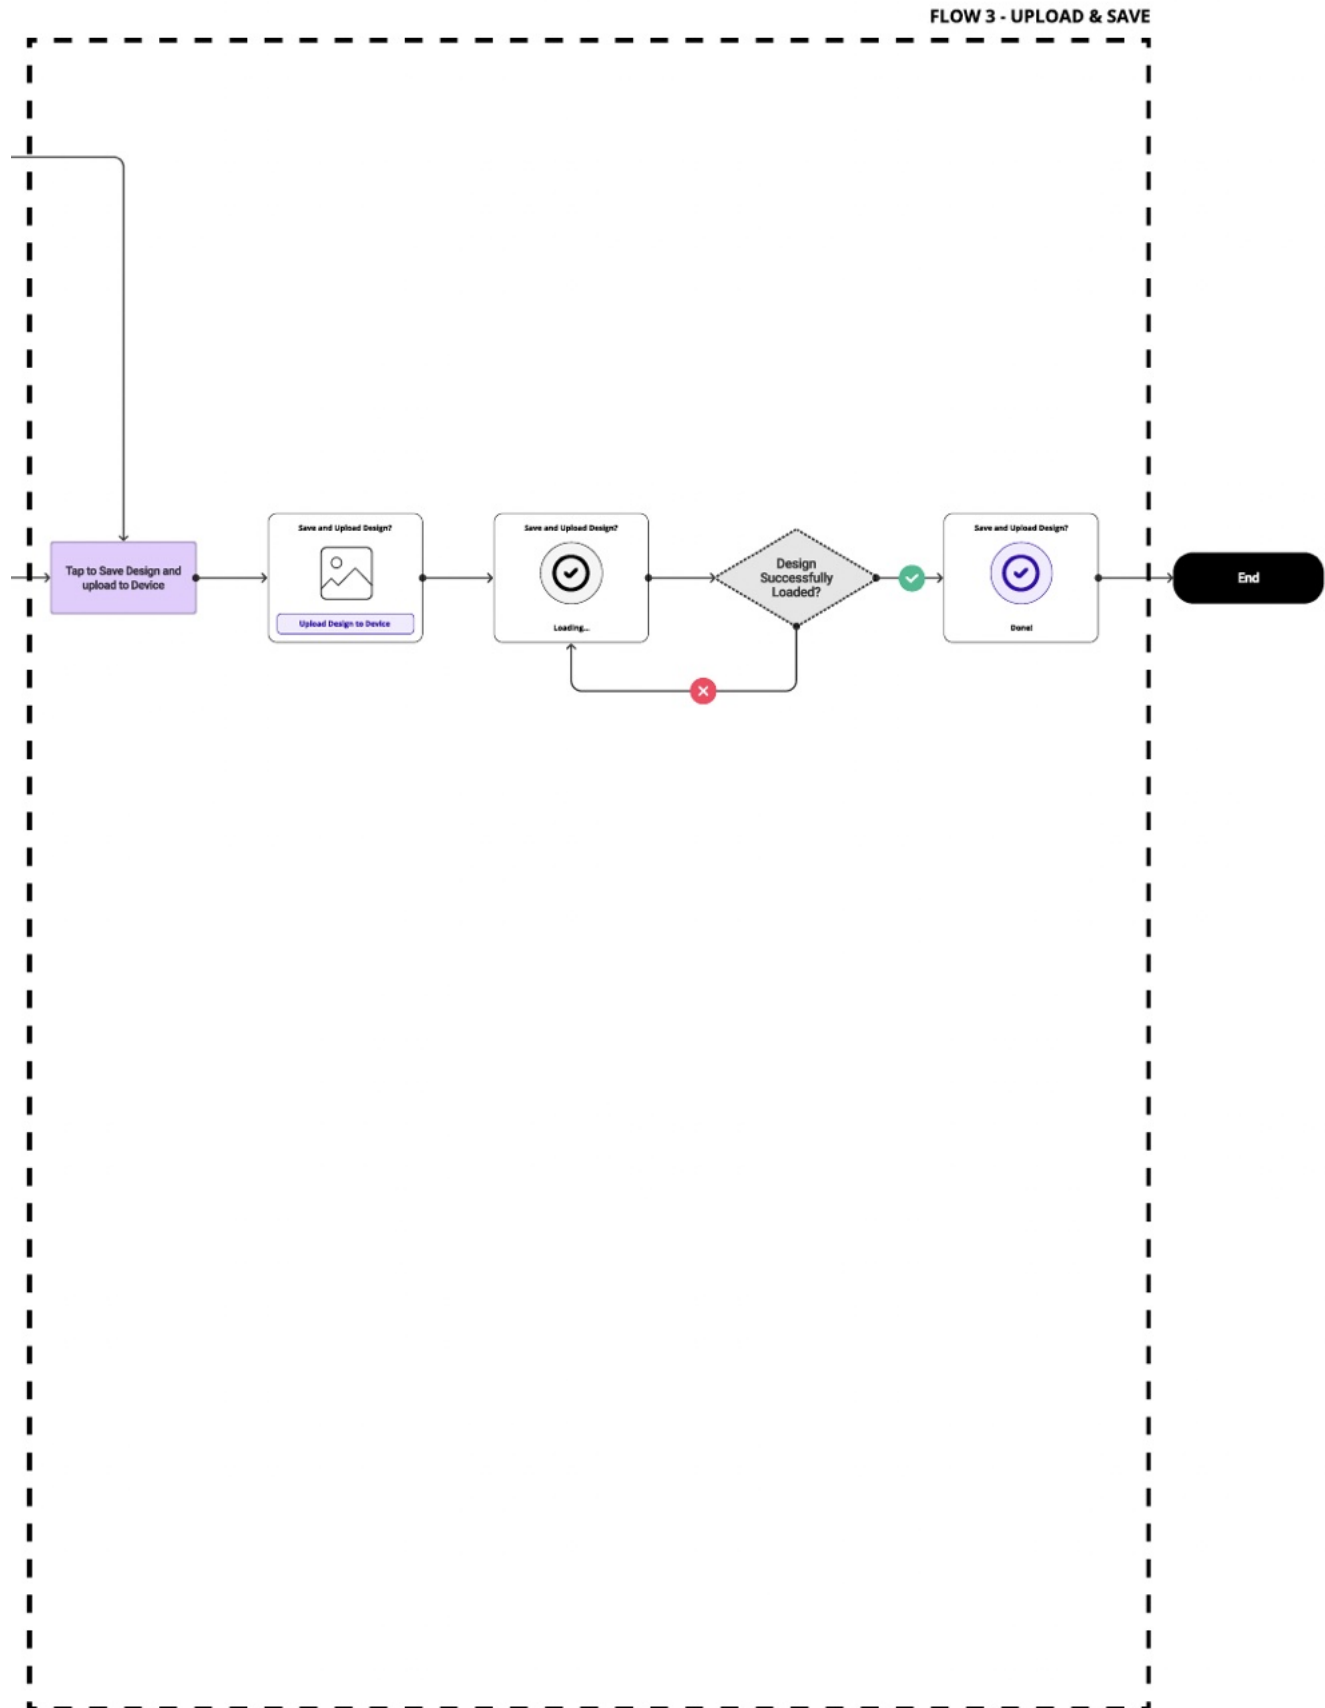 FLOW 3 - UPLOAD & SAVE
Tap to Save Design and
upload to Device
Save and Upload Design?
Upload Design to Device
Save and Upload Design?
Loading...
Design
Successfully
Loaded?
Save and Upload Design?
Done!
End